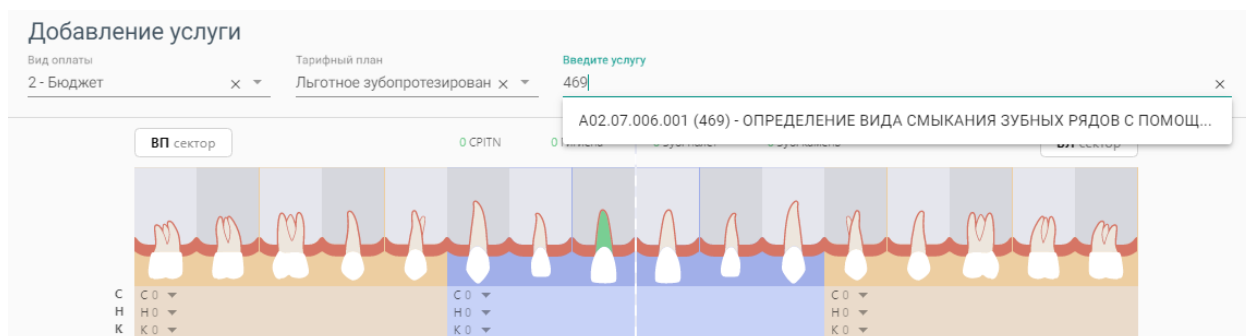 Добавление услуги
Вид оплаты Тарифный план Введите услугу
2 - Бюджет Льготное зубопротезирован 469
A02.07.006.001 (469) - ОПРЕДЕЛЕНИЕ ВИДА СМЫКАНИЯ ЗУБНЫХ РЯДОВ С ПОМОЩ...
ВП сектор 0 CPITN
С С 0 С 0 С 0
Н Н 0 Н 0 Н 0
К К 0 К 0 К 0